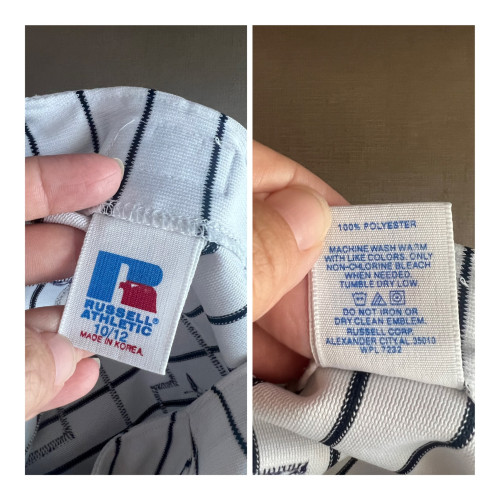 RUSSELL®
ATHLETIC
10/12
MADE IN KOREA
100% POLYESTER
MACHINE WASH WARM
WITH LIKE COLORS. ONLY
NON-CHLORINE BLEACH
WHEN NEEDED.
TUMBLE DRY LOW.
DO NOT IRON OR
DRY CLEAN EMBLEM.
RUSSELL CORP.
ALEXANDER CITY, AL 35010
WPL 7232